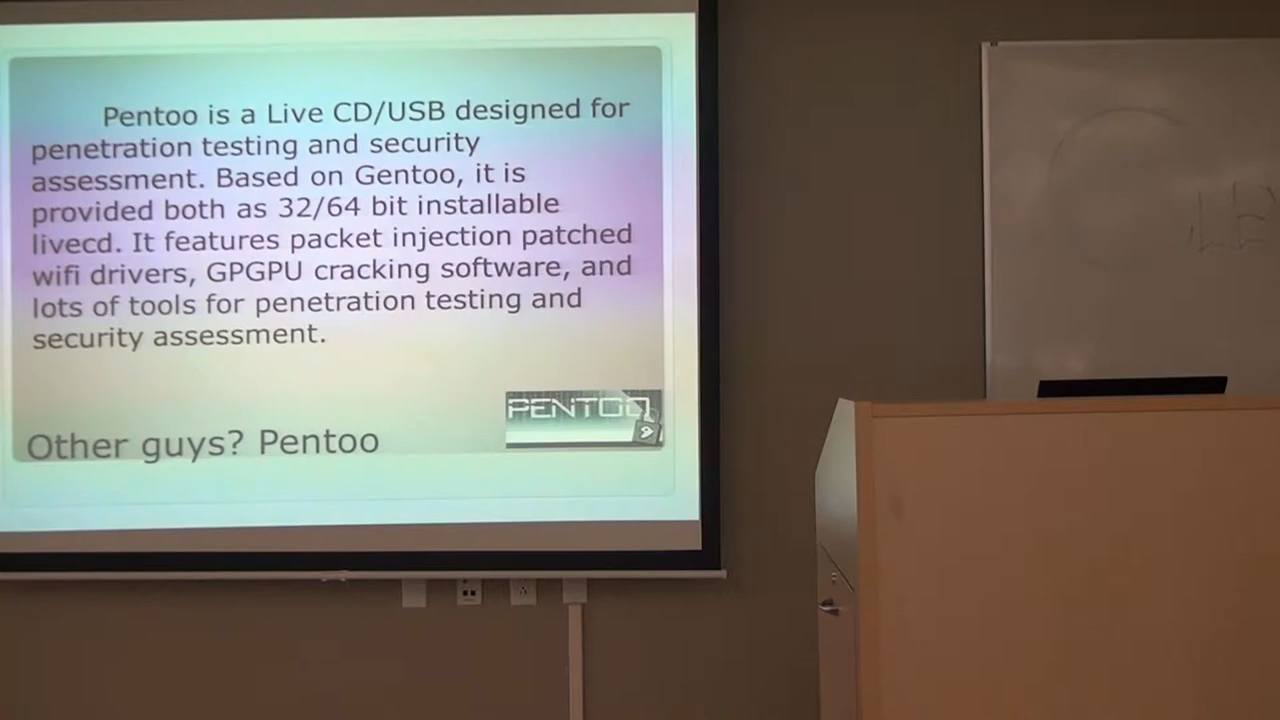 Pentoo is a Live CD/USB designed for
penetration testing and security
assessment. Based on Gentoo, it is
provided both as 32/64 bit installable
livecd. It features packet injection patched
wifi drivers, GPGPU cracking software, and
lots of tools for penetration testing and
security assessment.
PENTOO
Other guys? Pentoo